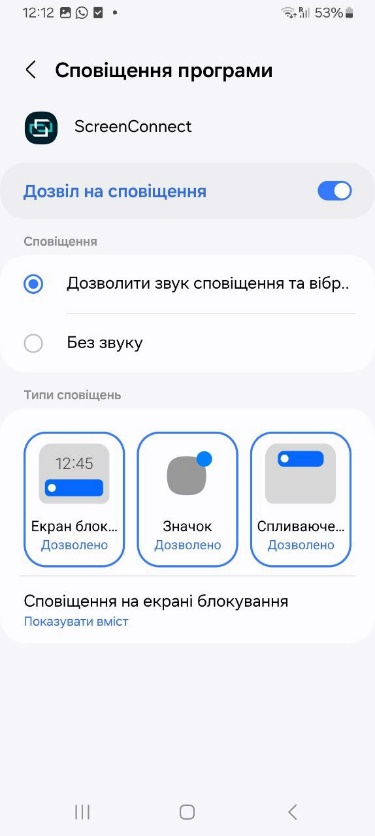 12:12
53%
Сповіщення програми
ScreenConnect
Дозвіл на сповіщення
Сповіщення
Дозволити звук сповіщення та вібр..
Без звуку
Типи сповіщень
12:45
Екран блок...
Дозволено
Значок
Дозволено
Спливаюче...
Дозволено
Сповіщення на екрані блокування
Показувати вміст